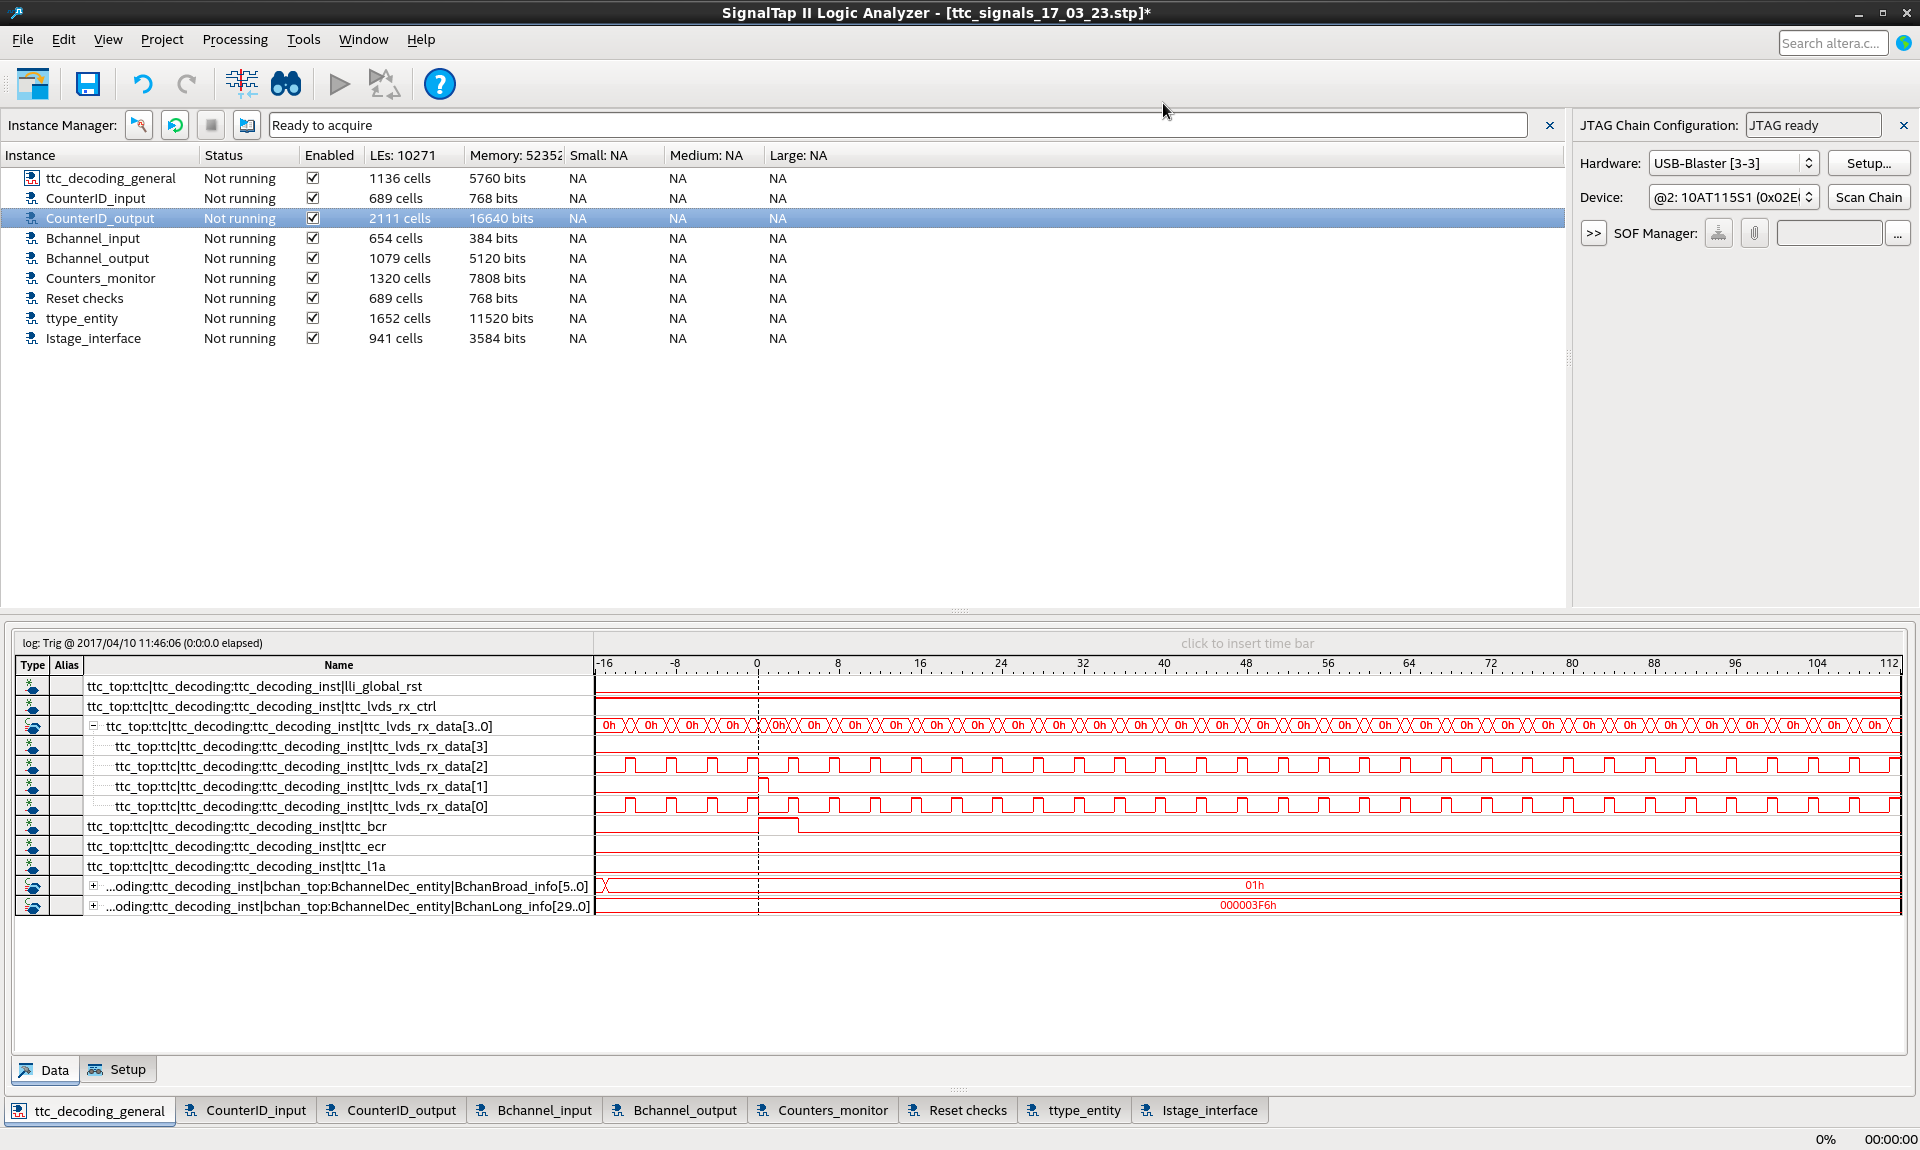 SignalTap II Logic Analyzer - [ttc_signals_17_03_23.stp]*
File Edit View Project Processing Tools Window Help
Search altera.c...
Instance Manager: Ready to acquire
JTAG Chain Configuration: JTAG ready
Instance Status Enabled LEs: 10271 Memory: 52352 Small: NA Medium: NA Large: NA
ttc_decoding_general Not running 1136 cells 5760 bits NA NA NA
CounterID_input Not running 689 cells 768 bits NA NA NA
CounterID_output Not running 2111 cells 16640 bits NA NA NA
Bchannel_input Not running 654 cells 384 bits NA NA NA
Bchannel_output Not running 1079 cells 5120 bits NA NA NA
Counters_monitor Not running 1320 cells 7808 bits NA NA NA
Reset checks Not running 689 cells 768 bits NA NA NA
ttype_entity Not running 1652 cells 11520 bits NA NA NA
Istage_interface Not running 941 cells 3584 bits NA NA NA
Hardware: USB-Blaster [3-3] Setup...
Device: @2: 10AT115S1 (0x02E( Scan Chain
>> SOF Manager: ...
log: Trig @ 2017/04/10 11:46:06 (0:0:0.0 elapsed) click to insert time bar
Type Alias Name -16 -8 0 8 16 24 32 40 48 56 64 72 80 88 96 104 112
ttc_top:ttc|ttc_decoding:ttc_decoding_inst|lli_global_rst
ttc_top:ttc|ttc_decoding:ttc_decoding_inst|ttc_lvds_rx_ctrl
ttc_top:ttc|ttc_decoding:ttc_decoding_inst|ttc_lvds_rx_data[3..0] 0h 0h 0h 0h 0h 0h 0h 0h 0h 0h 0h 0h 0h 0h 0h 0h 0h 0h 0h 0h 0h 0h 0h 0h 0h 0h 0h 0h 0h 0h 0h 0h
ttc_top:ttc|ttc_decoding:ttc_decoding_inst|ttc_lvds_rx_data[3]
ttc_top:ttc|ttc_decoding:ttc_decoding_inst|ttc_lvds_rx_data[2]
ttc_top:ttc|ttc_decoding:ttc_decoding_inst|ttc_lvds_rx_data[1]
ttc_top:ttc|ttc_decoding:ttc_decoding_inst|ttc_lvds_rx_data[0]
ttc_top:ttc|ttc_decoding:ttc_decoding_inst|ttc_bcr
ttc_top:ttc|ttc_decoding:ttc_decoding_inst|ttc_ecr
ttc_top:ttc|ttc_decoding:ttc_decoding_inst|ttc_l1a
...oding:ttc_decoding_inst|bchan_top:BchannelDec_entity|BchanBroad_info[5..0] 01h
...oding:ttc_decoding_inst|bchan_top:BchannelDec_entity|BchanLong_info[29..0] 000003F6h
Data Setup
ttc_decoding_general CounterID_input CounterID_output Bchannel_input Bchannel_output Counters_monitor Reset checks ttype_entity Istage_interface
0% 00:00:00